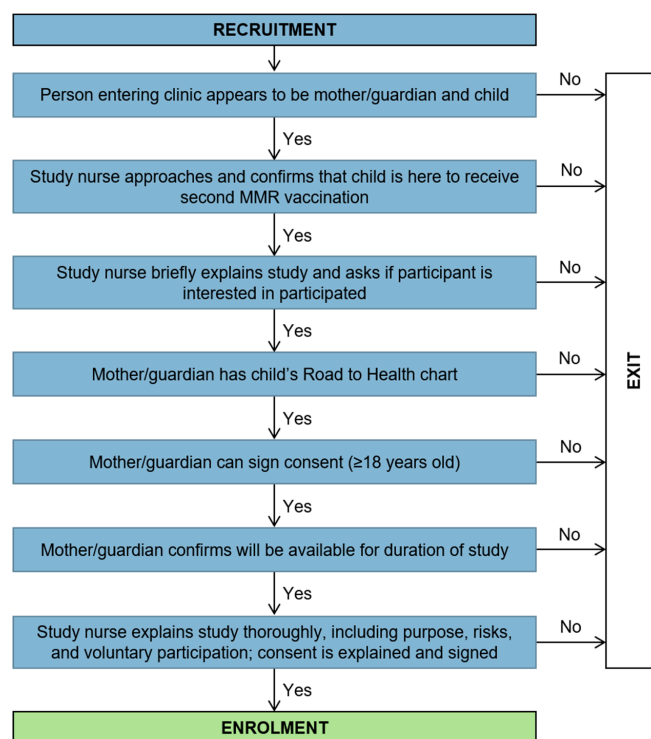 RECRUITMENT
Person entering clinic appears to be mother/guardian and child
No
Yes
Study nurse approaches and confirms that child is here to receive
second MMR vaccination
No
Yes
Study nurse briefly explains study and asks if participant is
interested in participated
No
Yes
Mother/guardian has child’s Road to Health chart
No
Yes
Mother/guardian can sign consent (≥18 years old)
No
Yes
Mother/guardian confirms will be available for duration of study
No
Yes
Study nurse explains study thoroughly, including purpose, risks,
and voluntary participation; consent is explained and signed
No
Yes
EXIT
ENROLMENT